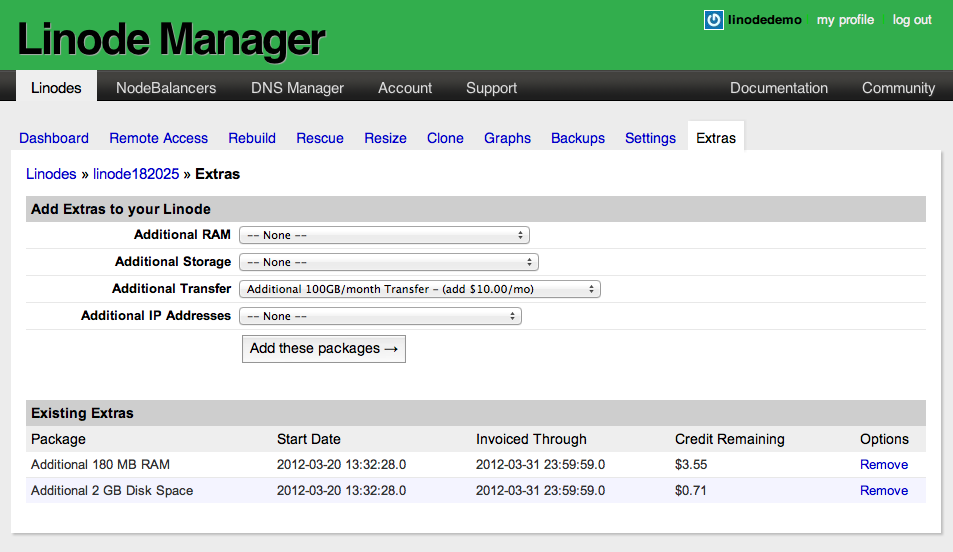 linodedemo my profile log out
Linode Manager
Linodes NodeBalancers DNS Manager Account Support Documentation Community
Dashboard Remote Access Rebuild Rescue Resize Clone Graphs Backups Settings Extras
Linodes » linode182025 » Extras
Add Extras to your Linode
Additional RAM -- None --
Additional Storage -- None --
Additional Transfer Additional 100GB/month Transfer - (add $10.00/mo)
Additional IP Addresses -- None --
Add these packages →
Existing Extras
Package Start Date Invoiced Through Credit Remaining Options
Additional 180 MB RAM 2012-03-20 13:32:28.0 2012-03-31 23:59:59.0 $3.55 Remove
Additional 2 GB Disk Space 2012-03-20 13:32:28.0 2012-03-31 23:59:59.0 $0.71 Remove